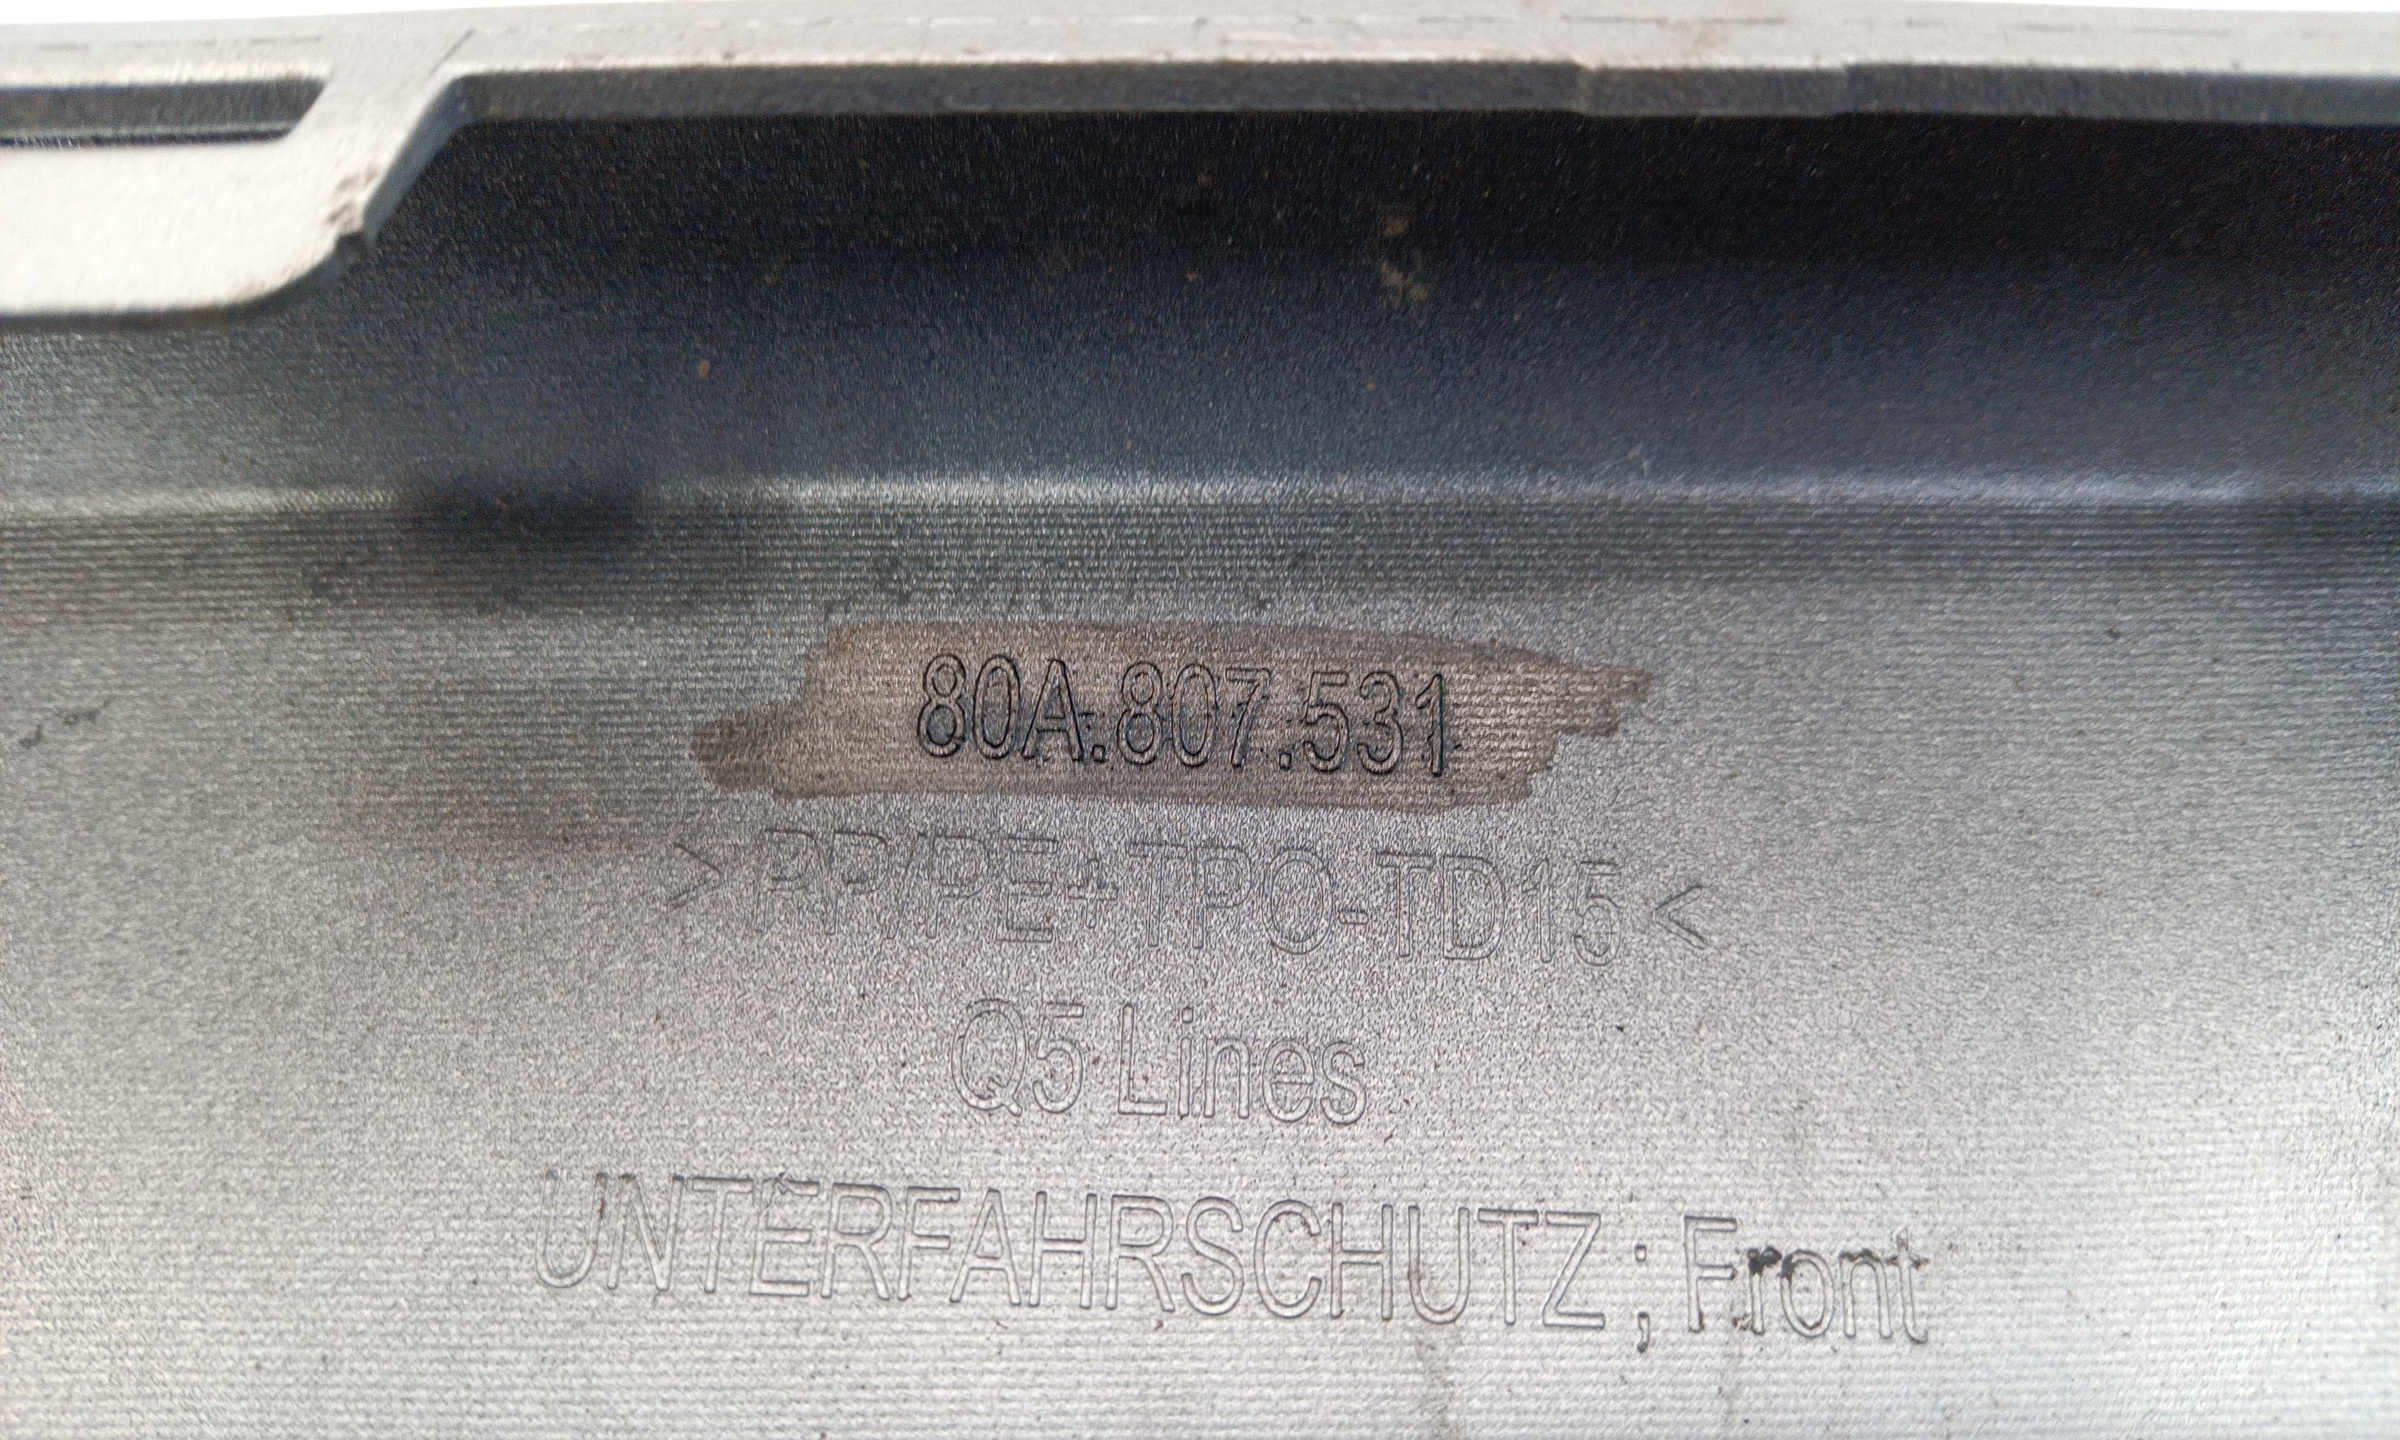 80A.807.531
>PP/PE+TPO-TD15<
Q5 Lines
UNTERFAHRSCHUTZ ; Front